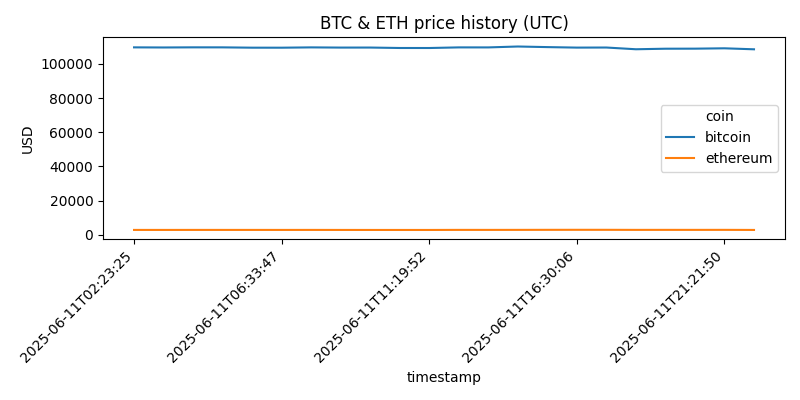 BTC & ETH price history (UTC)
USD
100000
80000
60000
40000
20000
0
coin
bitcoin
ethereum
2025-06-11T02:23:25
2025-06-11T06:33:47
2025-06-11T11:19:52
2025-06-11T16:30:06
2025-06-11T21:21:50
timestamp